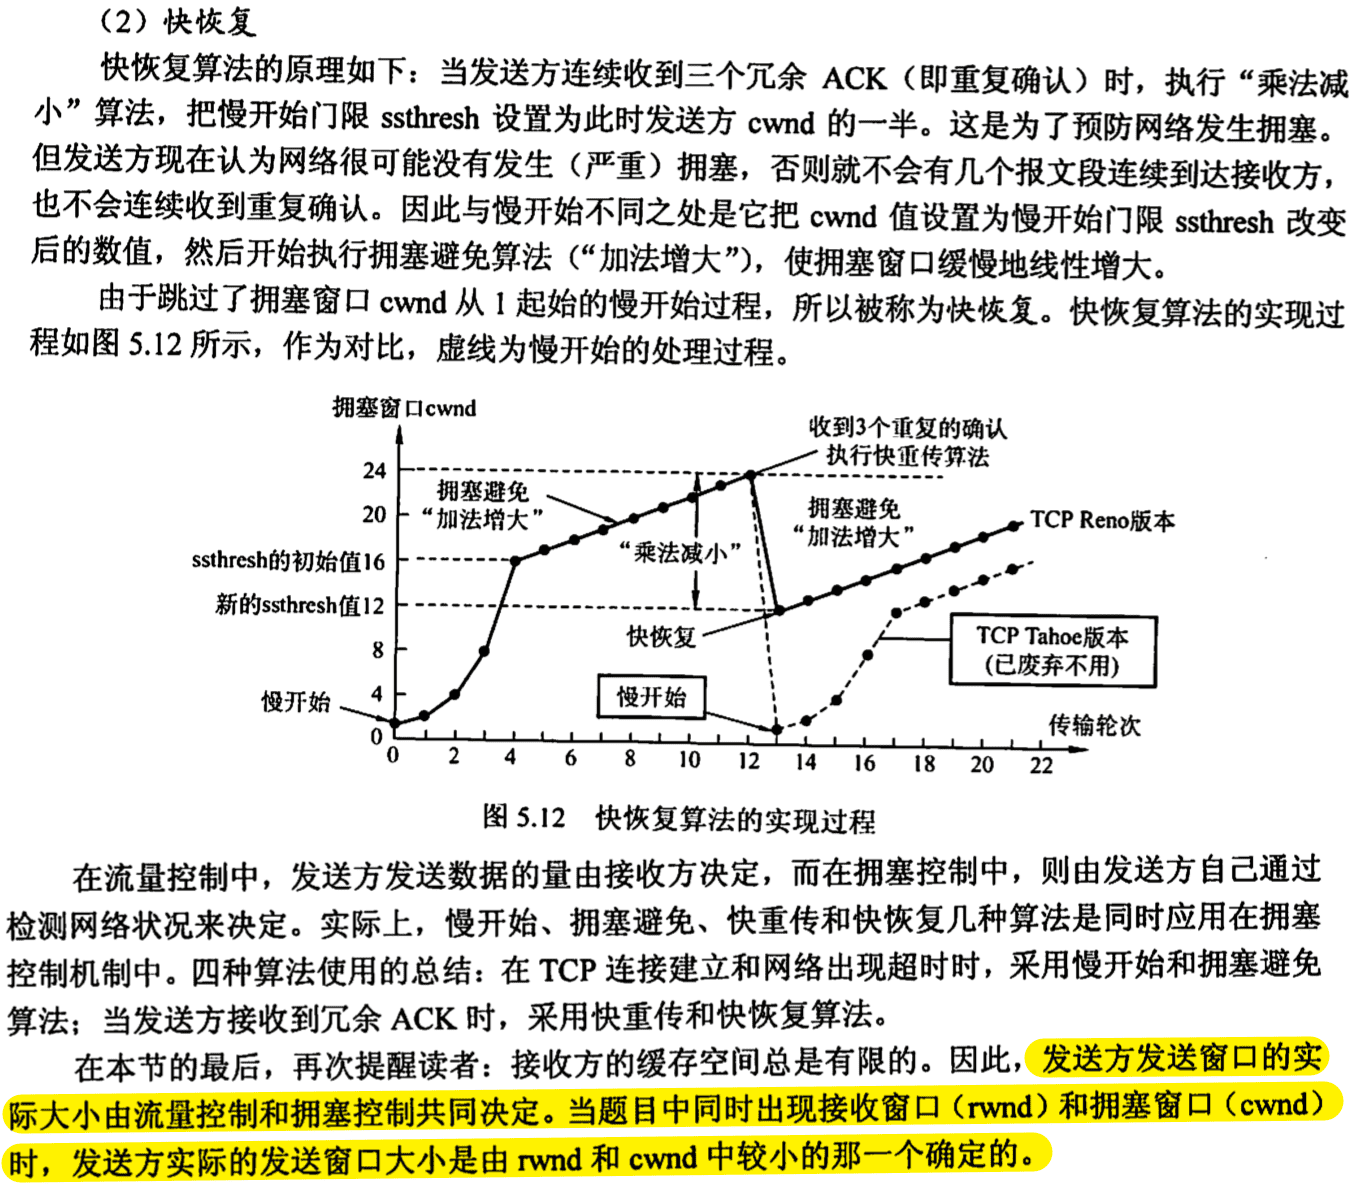 （2）快恢复
快恢复算法的原理如下：当发送方连续收到三个冗余 ACK（即重复确认）时，执行“乘法减
小”算法，把慢开始门限 ssthresh 设置为此时发送方 cwnd 的一半。这是为了预防网络发生拥塞。
但发送方现在认为网络很可能没有发生（严重）拥塞，否则就不会有几个报文段连续到达接收方，
也不会连续收到重复确认。因此与慢开始不同之处是它把 cwnd 值设置为慢开始门限 ssthresh 改变
后的数值，然后开始执行拥塞避免算法（“加法增大”），使拥塞窗口缓慢地线性增大。
由于跳过了拥塞窗口 cwnd 从 1 起始的慢开始过程，所以被称为快恢复。快恢复算法的实现过
程如图 5.12 所示，作为对比，虚线为慢开始的处理过程。
拥塞窗口cwnd
收到3个重复的确认
执行快重传算法
24
拥塞避免
“加法增大”
20
拥塞避免
“加法增大”
TCP Reno版本
“乘法减小”
ssthresh的初始值16
新的ssthresh值12
快恢复
TCP Tahoe版本
(已废弃不用)
8
慢开始
4
慢开始
传输轮次
0
0 2 4 6 8 10 12 14 16 18 20 22
图 5.12 快恢复算法的实现过程
在流量控制中，发送方发送数据的量由接收方决定，而在拥塞控制中，则由发送方自己通过
检测网络状况来决定。实际上，慢开始、拥塞避免、快重传和快恢复几种算法是同时应用在拥塞
控制机制中。四种算法使用的总结：在 TCP 连接建立和网络出现超时时，采用慢开始和拥塞避免
算法；当发送方接收到冗余 ACK 时，采用快重传和快恢复算法。
在本节的最后，再次提醒读者：接收方的缓存空间总是有限的。因此，发送方发送窗口的实
际大小由流量控制和拥塞控制共同决定。当题目中同时出现接收窗口（rwnd）和拥塞窗口（cwnd）
时，发送方实际的发送窗口大小是由 rwnd 和 cwnd 中较小的那一个确定的。